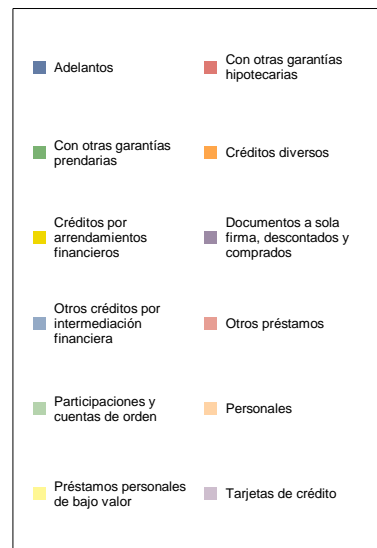 Adelantos
Con otras garantías
hipotecarias
Con otras garantías
prendarias
Créditos diversos
Créditos por
arrendamientos
financieros
Documentos a sola
firma, descontados y
comprados
Otros créditos por
intermediación
financiera
Otros préstamos
Participaciones y
cuentas de orden
Personales
Préstamos personales
de bajo valor
Tarjetas de crédito